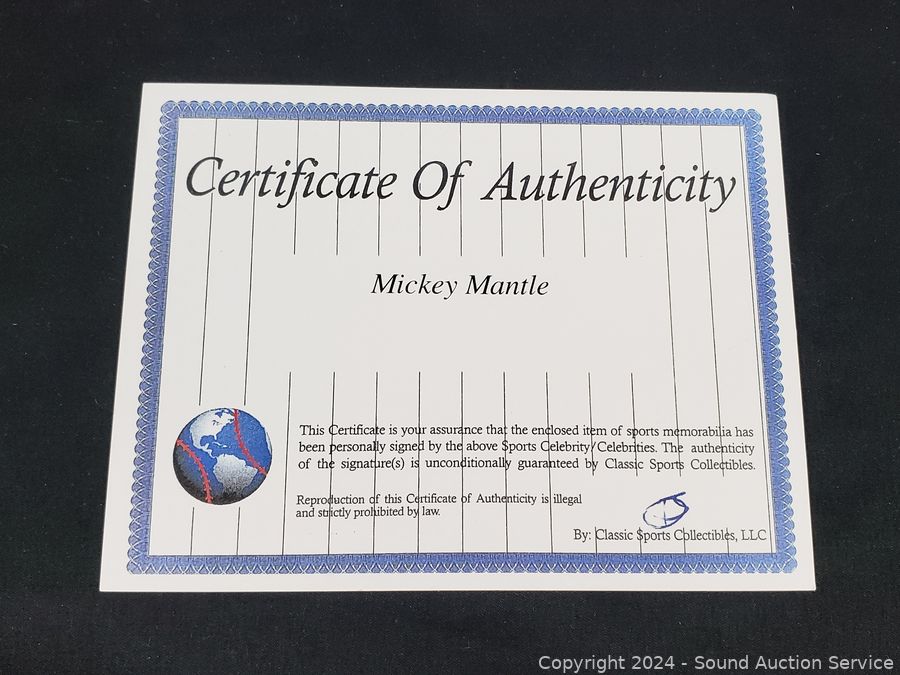 Certificate Of Authenticity
Mickey Mantle
This Certificate is your assurance that the enclosed item of sports memorabilia has
been personally signed by the above Sports Celebrity/Celebrities. The authenticity
of the signature(s) is unconditionally guaranteed by Classic Sports Collectibles.
Reproduction of this Certificate of Authenticity is illegal
and strictly prohibited by law.
By: Classic Sports Collectibles, LLC
Copyright 2024 - Sound Auction Service